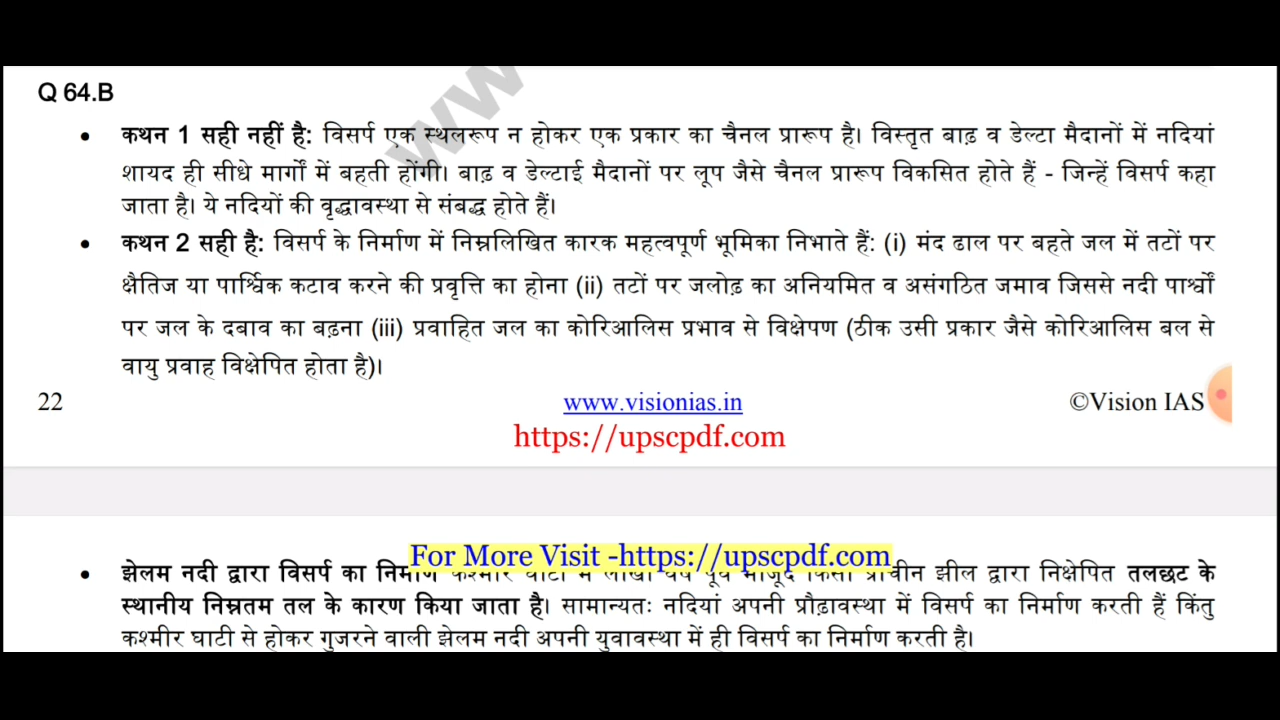 Q 64.B
• कथन 1 सही नहीं है: विसर्प एक स्थलरूप न होकर एक प्रकार का चैनल प्रारूप है। विस्तृत बाढ़ व डेल्टा मैदानों में नदियां
शायद ही सीधे मार्गों में बहती होंगी। बाढ़ व डेल्टाई मैदानों पर लूप जैसे चैनल प्रारूप विकसित होते हैं - जिन्हें विसर्प कहा
जाता है। ये नदियों की वृद्धावस्था से संबद्ध होते हैं।
• कथन 2 सही है: विसर्प के निर्माण में निम्नलिखित कारक महत्वपूर्ण भूमिका निभाते हैं: (i) मंद ढाल पर बहते जल में तटों पर
क्षैतिज या पार्श्विक कटाव करने की प्रवृत्ति का होना (ii) तटों पर जलोढ़ का अनियमित व असंगठित जमाव जिससे नदी पार्श्वों
पर जल के दबाव का बढ़ना (iii) प्रवाहित जल का कोरिआलिस प्रभाव से विक्षेपण (ठीक उसी प्रकार जैसे कोरिआलिस बल से
वायु प्रवाह विक्षेपित होता है)।
22 www.visionias.in ©Vision IAS
https://upscpdf.com
For More Visit -https://upscpdf.com
• झेलम नदी द्वारा विसर्प का निर्माण कश्मीर घाटी में लाखों वर्ष पूर्व मौजूद किसी प्राचीन झील द्वारा निक्षेपित तलछट के
स्थानीय निम्नतम तल के कारण किया जाता है। सामान्यतः नदियां अपनी प्रौढ़ावस्था में विसर्प का निर्माण करती हैं किंतु
कश्मीर घाटी से होकर गुजरने वाली झेलम नदी अपनी युवावस्था में ही विसर्प का निर्माण करती है।